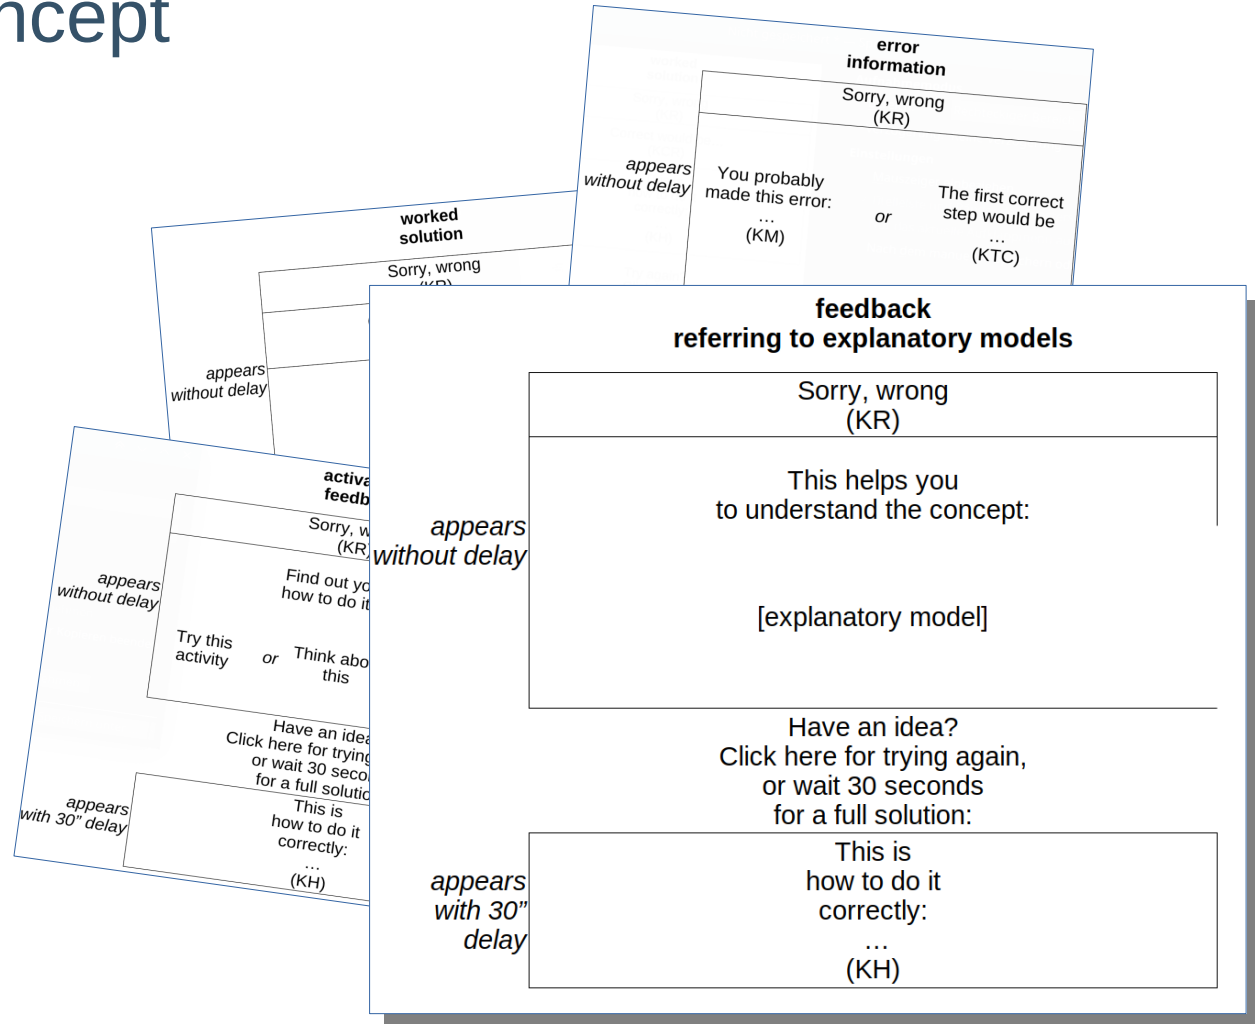 ncept
error
information
Sorry, wrong
(KR)
appears
without delay
You probably
made this error:
…
(KM)
or
The first correct
step would be
…
(KTC)
worked
solution
Sorry, wrong
appears
without delay
activa
feedb
Sorry, w
(KR)
appears
without delay
Find out yo
how to do it
Try this
activity
or
Think abo
this
Have an idea
Click here for trying
or wait 30 seco
for a full solutio
appears
with 30” delay
This is
how to do it
correctly:
…
(KH)
feedback
referring to explanatory models
Sorry, wrong
(KR)
appears
without delay
This helps you
to understand the concept:
[explanatory model]
Have an idea?
Click here for trying again,
or wait 30 seconds
for a full solution:
appears
with 30”
delay
This is
how to do it
correctly:
…
(KH)